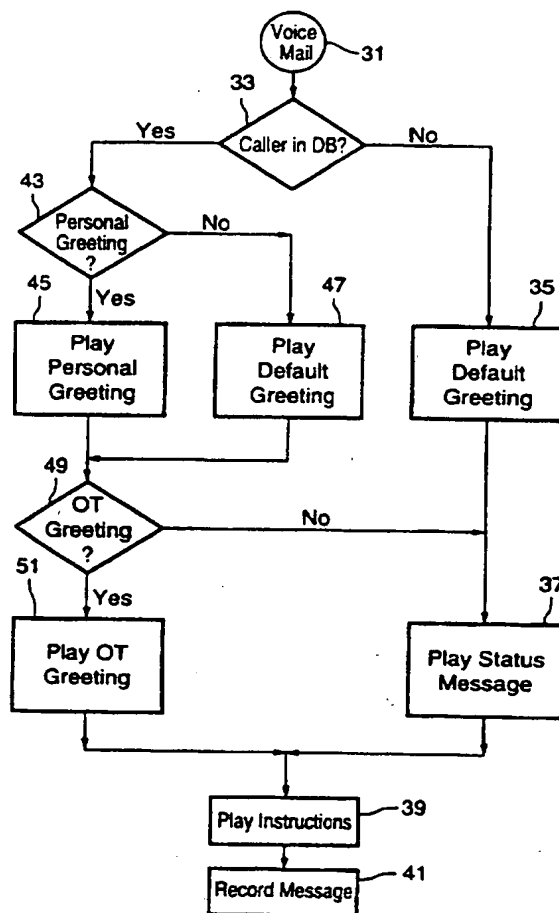 Voice
Mail
31
33
Caller in DB?
Yes
No
43
Personal
Greeting
?
No
Yes
45
47
35
Play
Personal
Greeting
Play
Default
Greeting
Play
Default
Greeting
49
OT
Greeting
?
No
Yes
51
37
Play OT
Greeting
Play Status
Message
Play Instructions
39
Record Message
41